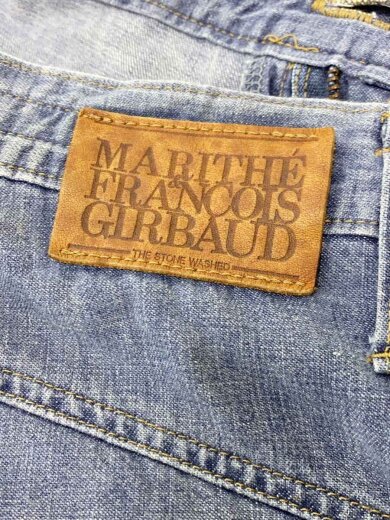 MARITHÉ
&
FRANÇOIS
GIRBAUD
THE STONE WASHED